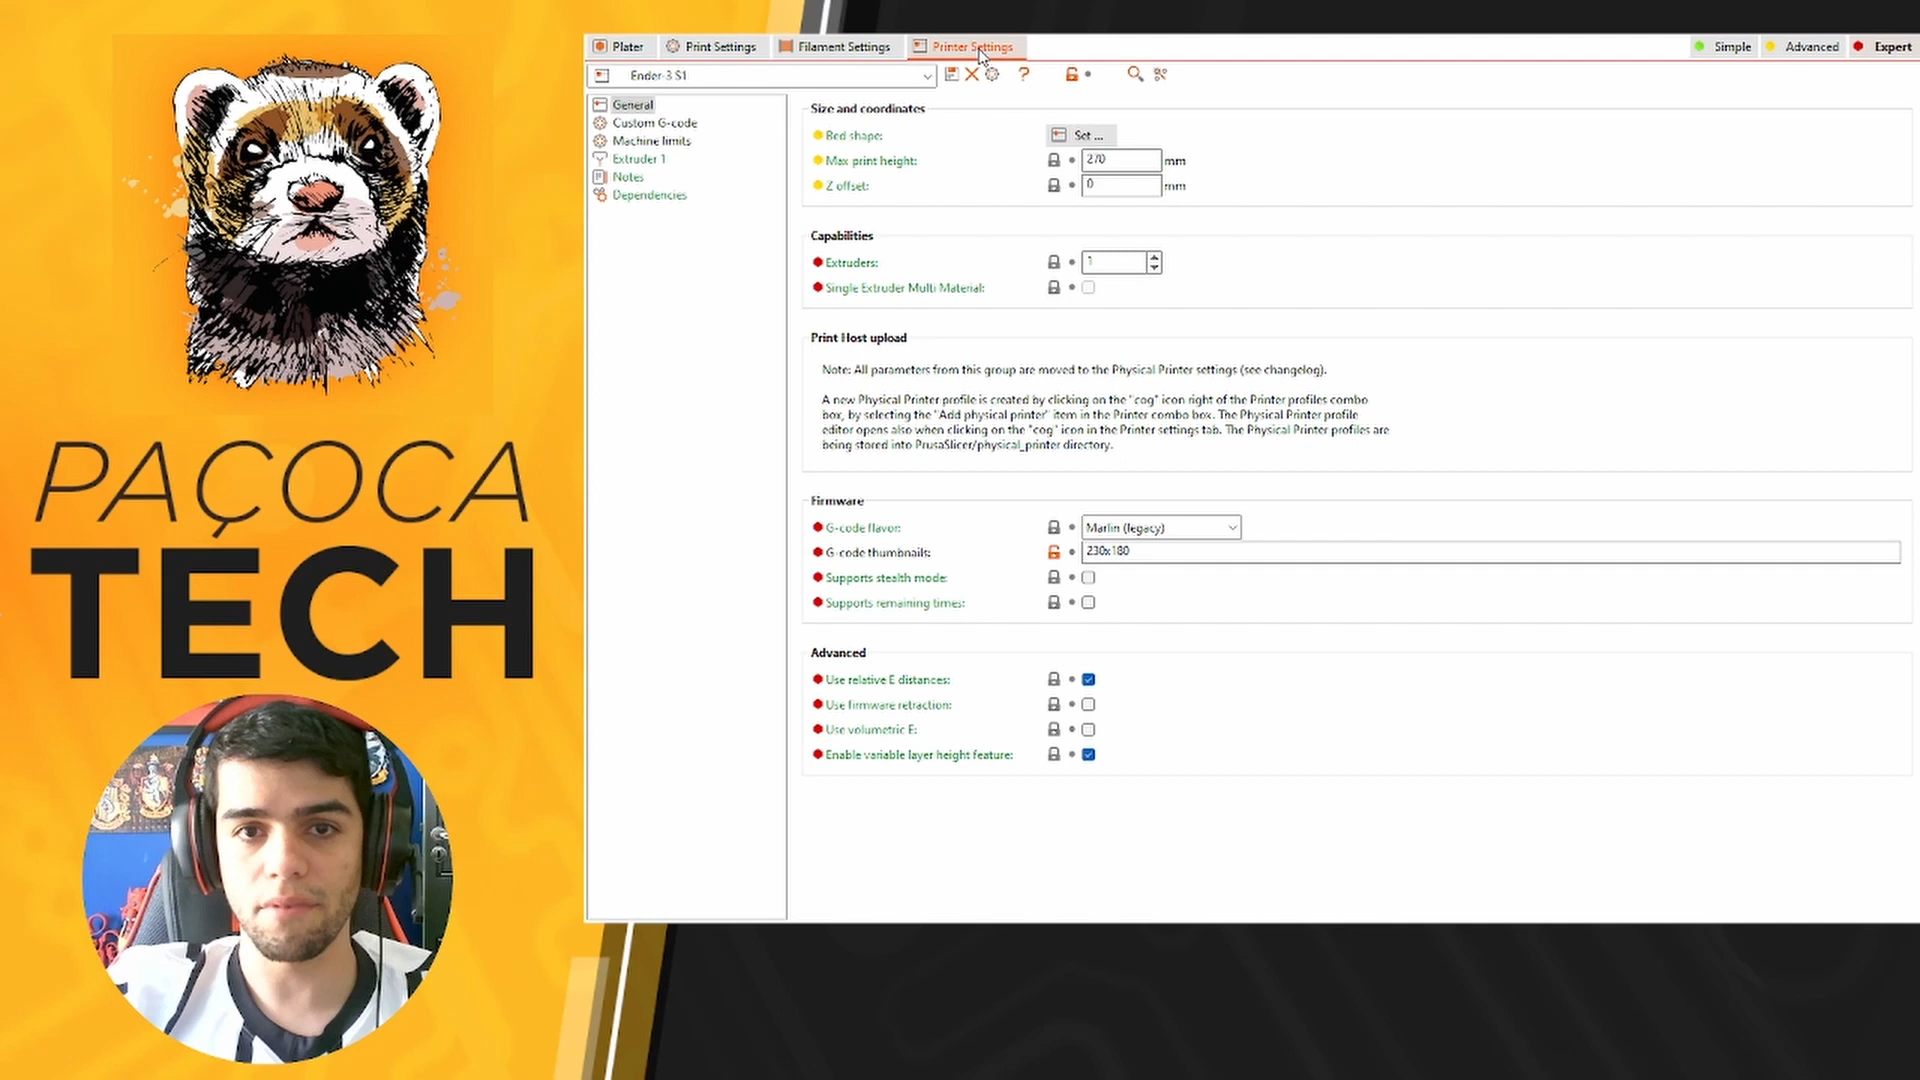 PAÇOCA
TECH
Plater
Print Settings
Filament Settings
Printer Settings
Simple
Advanced
Expert
Ender-3 S1
?
General
Custom G-code
Machine limits
Extruder 1
Notes
Dependencies
Size and coordinates
Bed shape:
Set ...
Max print height:
270
mm
Z offset:
0
mm
Capabilities
Extruders:
1
Single Extruder Multi Material:
Print Host upload
Note: All parameters from this group are moved to the Physical Printer settings (see changelog).
A new Physical Printer profile is created by clicking on the "cog" icon right of the Printer profiles combo
box, by selecting the "Add physical printer" item in the Printer combo box. The Physical Printer profile
editor opens also when clicking on the "cog" icon in the Printer settings tab. The Physical Printer profiles are
being stored into PrusaSlicer/physical_printer directory.
Firmware
G-code flavor:
Marlin (legacy)
G-code thumbnails:
230x180
Supports stealth mode:
Supports remaining times:
Advanced
Use relative E distances:
Use firmware retraction:
Use volumetric E:
Enable variable layer height feature: